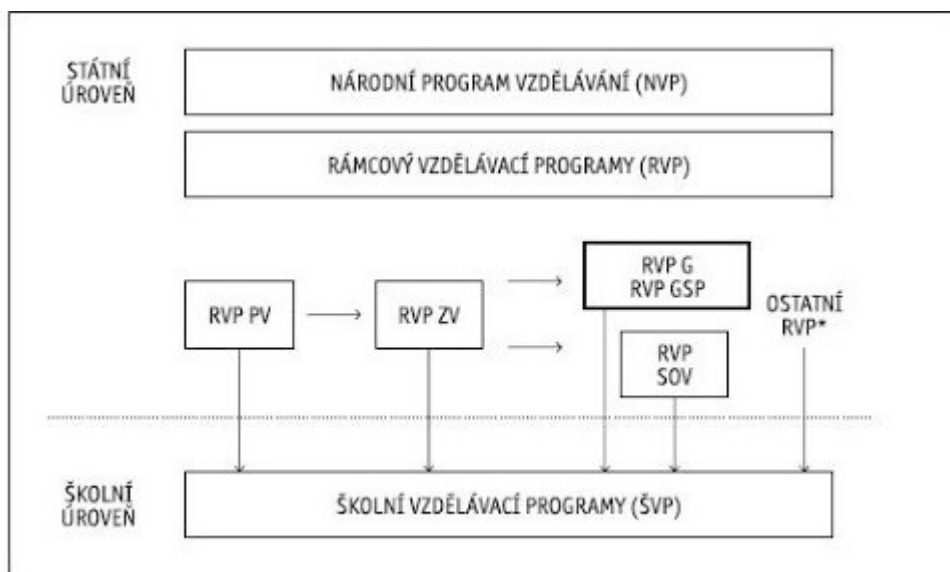 STÁTNÍ
ÚROVEŇ
NÁRODNÍ PROGRAM VZDĚLÁVÁNÍ (NVP)
RÁMCOVÝ VZDĚLÁVACÍ PROGRAMY (RVP)
RVP PV
RVP ZV
RVP G
RVP GSP
RVP
SOV
OSTATNÍ
RVP*
ŠKOLNÍ
ÚROVEŇ
ŠKOLNÍ VZDĚLÁVACÍ PROGRAMY (ŠVP)